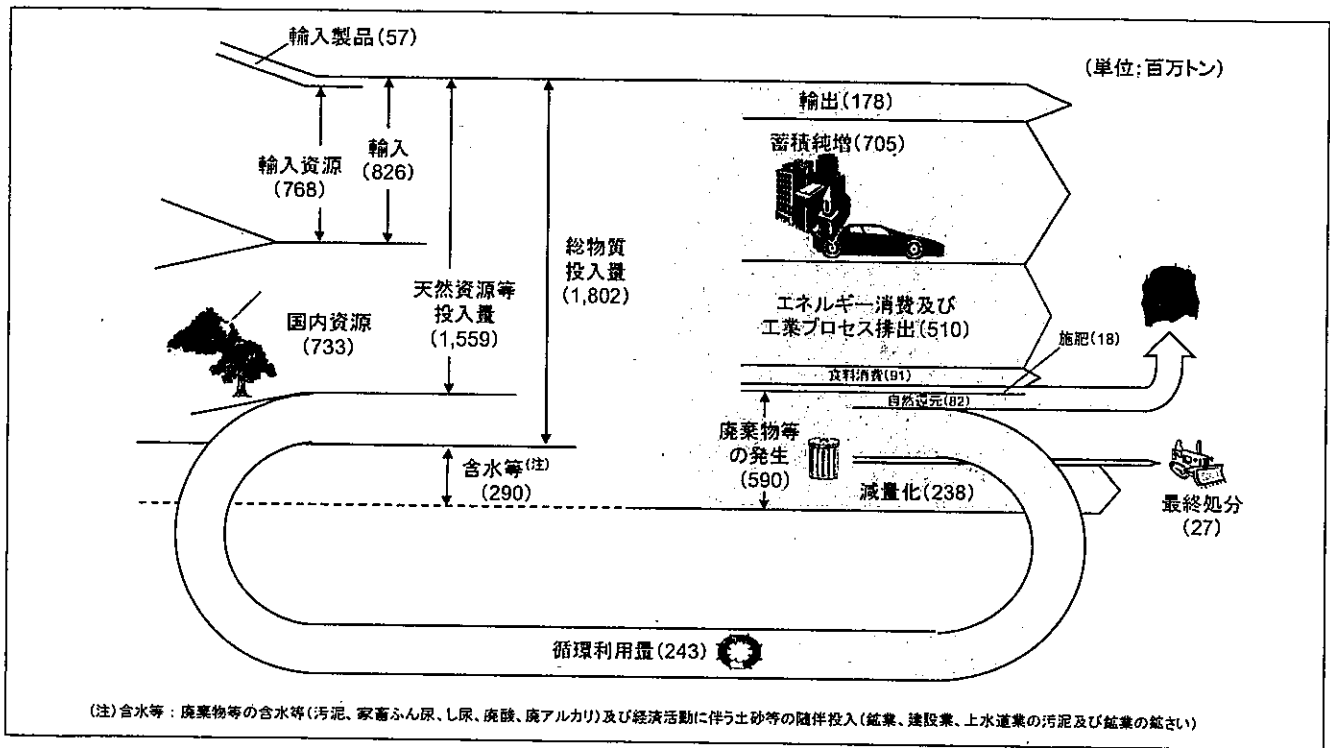 輸入製品(57)
(単位:百万トン)
輸出(178)
蓄積純増(705)
輸入資源
(768)
輸入
(826)
総物質
投入量
(1,802)
天然資源等
投入量
(1,559)
国内資源
(733)
エネルギー消費及び
工業プロセス排出(510)
施肥(18)
食料消費(91)
自然還元(82)
廃棄物等
の発生
(590)
含水等(注)
(290)
減量化(238)
最終処分
(27)
循環利用量(243)
(注)含水等:廃棄物等の含水等(汚泥、家畜ふん尿、し尿、廃酸、廃アルカリ)及び経済活動に伴う土砂等の随伴投入(鉱業、建設業、上水道業の汚泥及び鉱業の鉱さい)